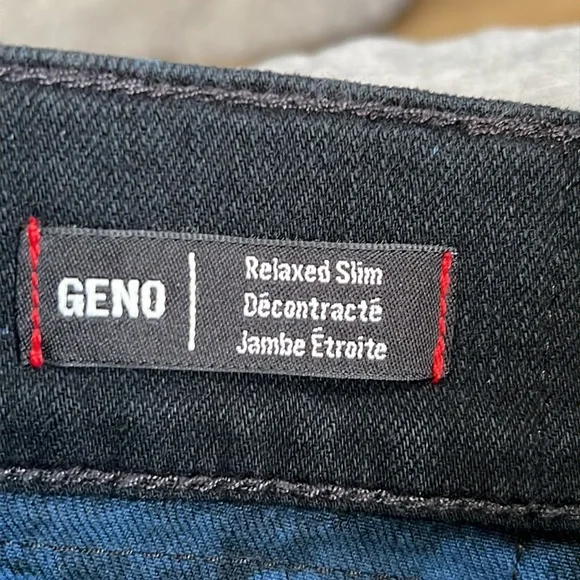 GENO
Relaxed Slim
Décontracté
Jambe Étroite